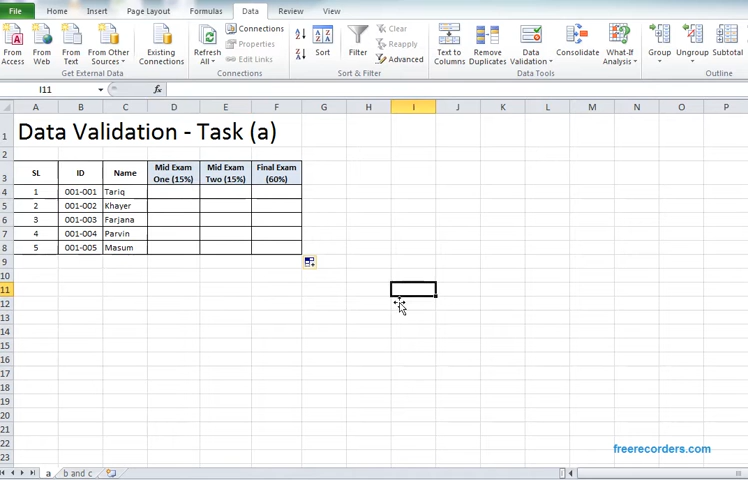 File Home Insert Page Layout Formulas Data Review View
From Access
From Web
From Text
From Other Sources
Existing Connections
Refresh All
Connections
Properties
Edit Links
Sort
Filter
Clear
Reapply
Advanced
Text to Columns
Remove Duplicates
Data Validation
Consolidate
What-If Analysis
Group
Ungroup
Subtotal
Get External Data Connections Sort & Filter Data Tools Outline
I11 fx
A B C D E F G H I J K L M N O P
1 Data Validation - Task (a)
2
3 SL ID Name Mid Exam One (15%) Mid Exam Two (15%) Final Exam (60%)
4 1 001-001 Tariq
5 2 001-002 Khayer
6 3 001-003 Farjana
7 4 001-004 Parvin
8 5 001-005 Masum
9
10
11
12
13
14
15
16
17
18
19
20
21
22
23
freerecorders.com
a b and c